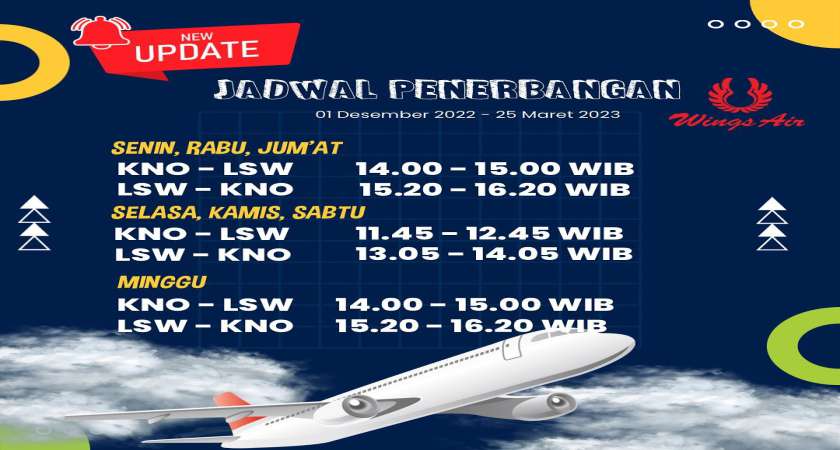 NEW
UPDATE
JADWAL PENERBANGAN
01 Desember 2022 - 25 Maret 2023
Wings Air
SENIN, RABU, JUM'AT
KNO – LSW 14.00 – 15.00 WIB
LSW – KNO 15.20 – 16.20 WIB
SELASA, KAMIS, SABTU
KNO – LSW 11.45 – 12.45 WIB
LSW – KNO 13.05 – 14.05 WIB
MINGGU
KNO – LSW 14.00 – 15.00 WIB
LSW – KNO 15.20 – 16.20 WIB